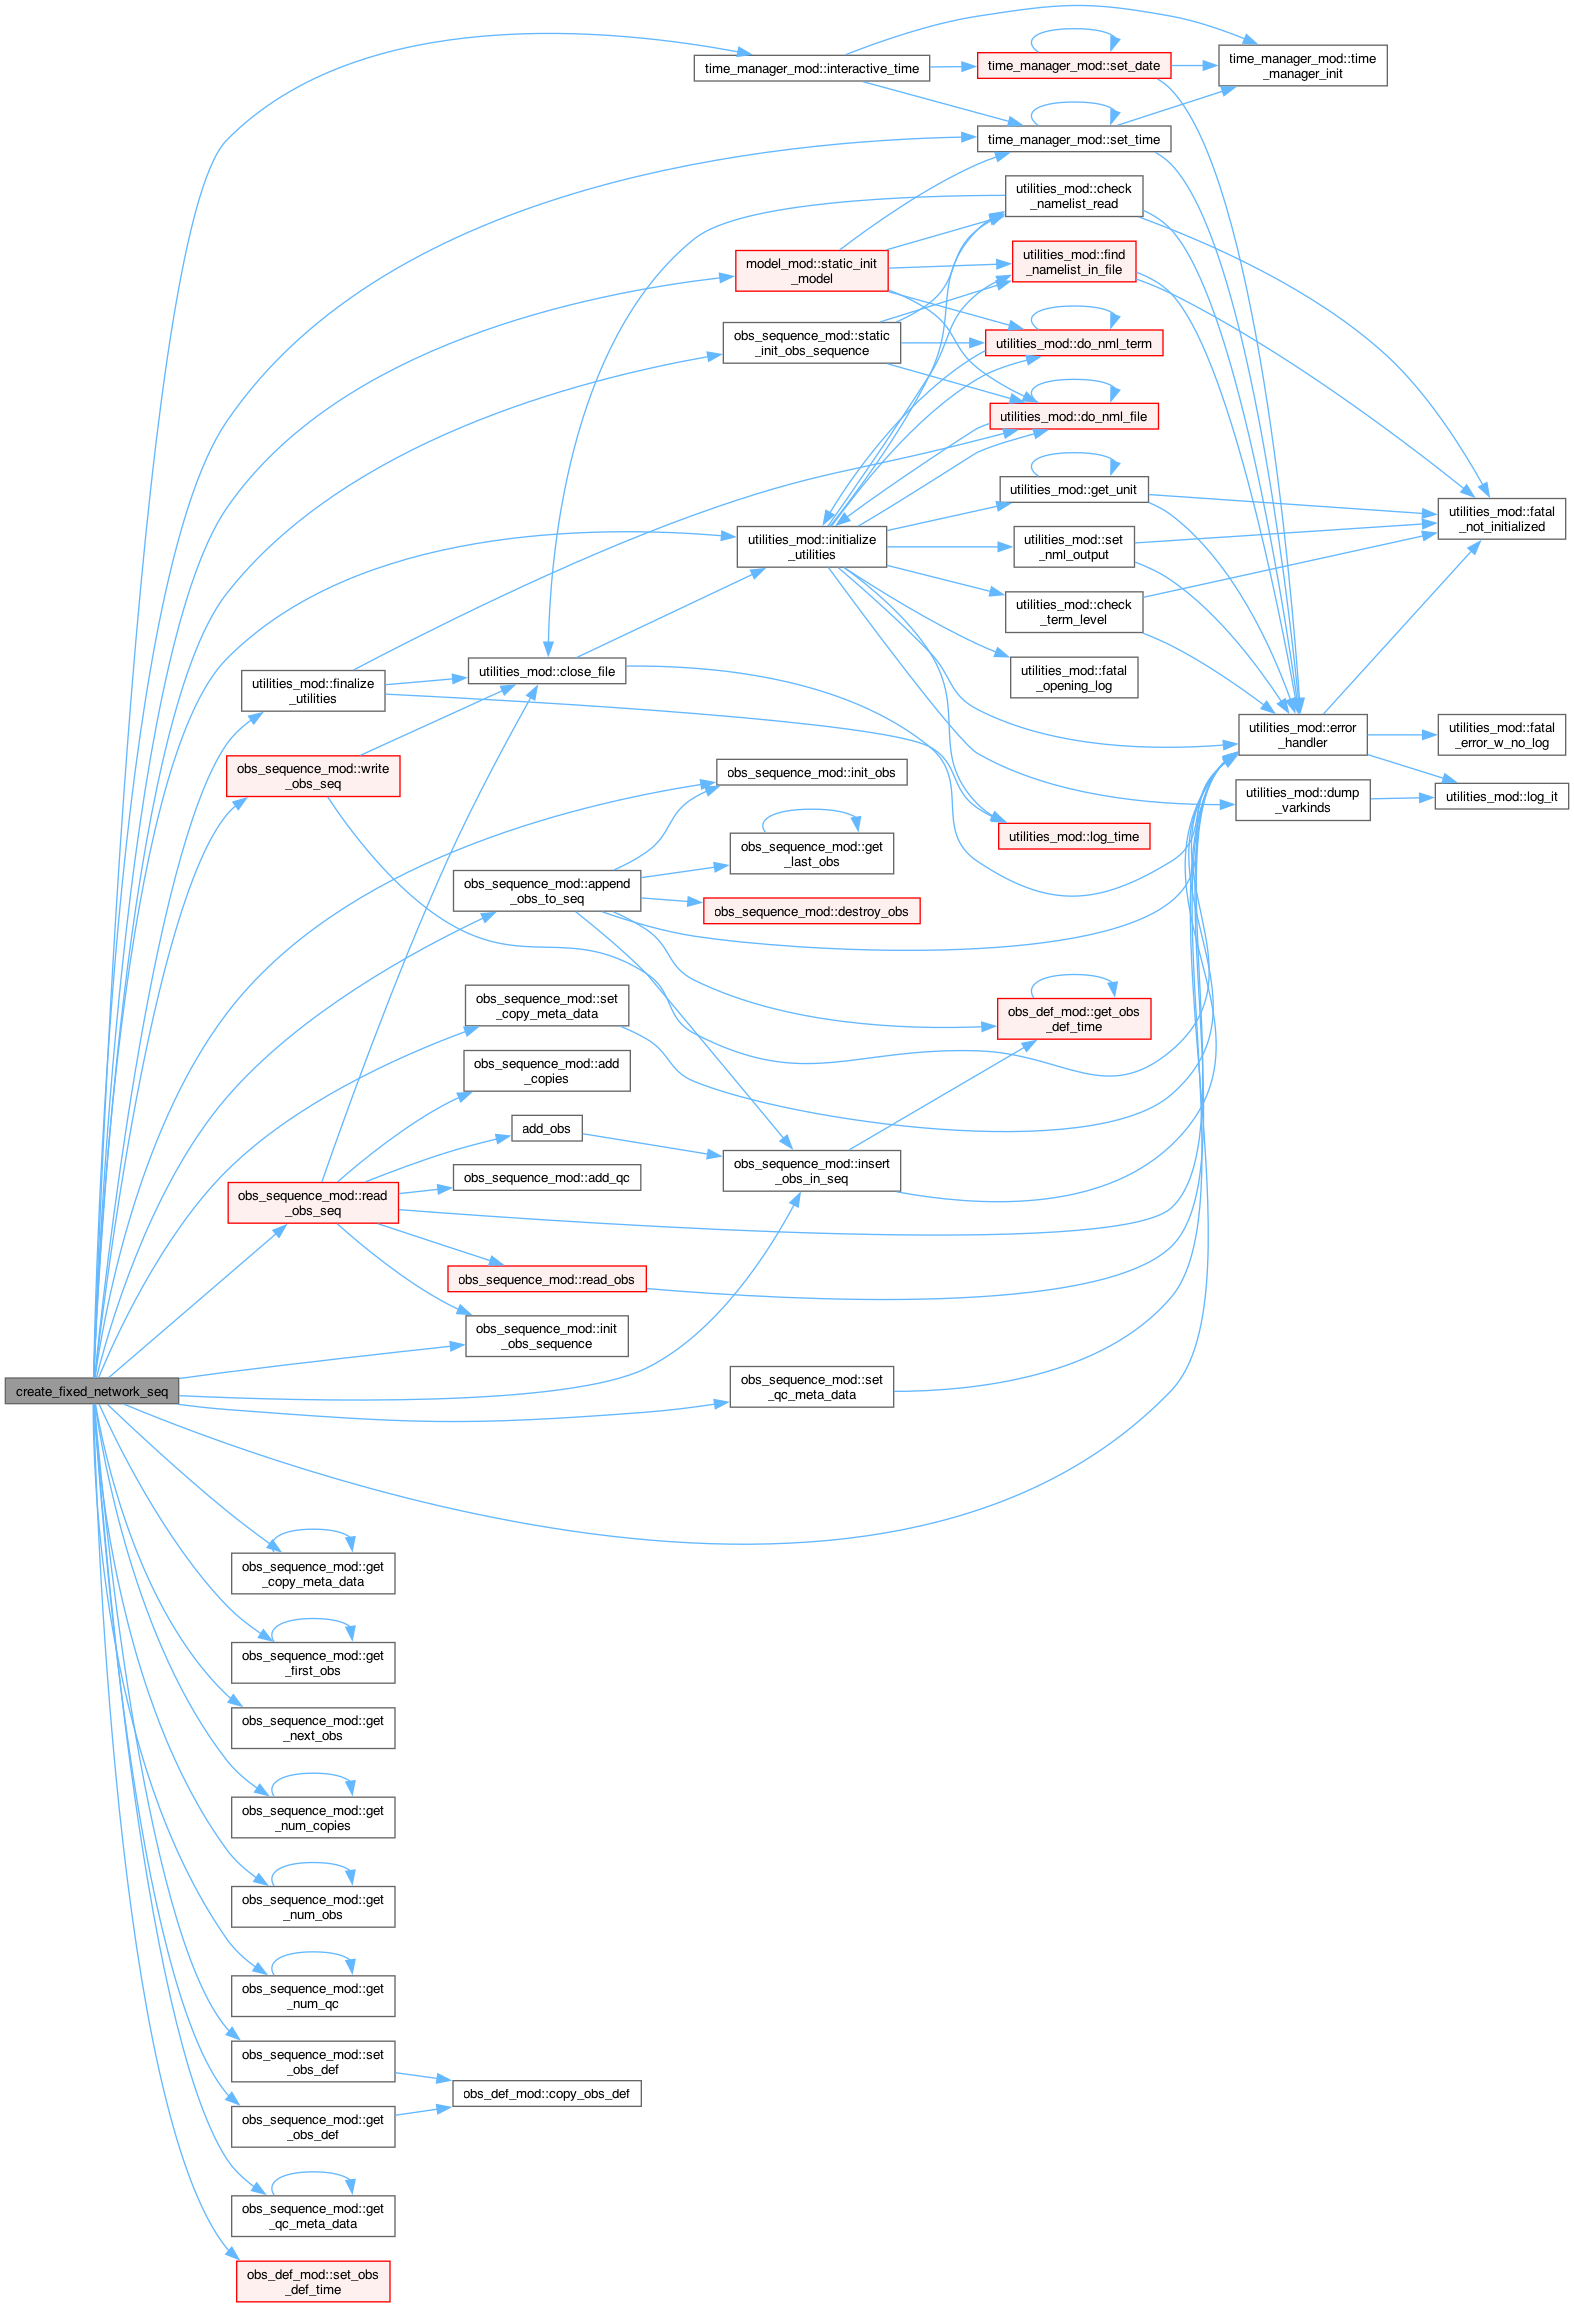 time_manager_mod::interactive_time
time_manager_mod::set_date
time_manager_mod::time
_manager_init
time_manager_mod::set_time
utilities_mod::check
_namelist_read
model_mod::static_init
_model
utilities_mod::find
_namelist_in_file
obs_sequence_mod::static
_init_obs_sequence
utilities_mod::do_nml_term
utilities_mod::do_nml_file
utilities_mod::get_unit
utilities_mod::fatal
_not_initialized
utilities_mod::initialize
_utilities
utilities_mod::set
_nml_output
utilities_mod::check
_term_level
utilities_mod::finalize
_utilities
utilities_mod::close_file
utilities_mod::fatal
_opening_log
utilities_mod::error
_handler
utilities_mod::fatal
_error_w_no_log
obs_sequence_mod::write
_obs_seq
obs_sequence_mod::init_obs
utilities_mod::dump
_varkinds
utilities_mod::log_it
utilities_mod::log_time
obs_sequence_mod::get
_last_obs
obs_sequence_mod::append
_obs_to_seq
obs_sequence_mod::destroy_obs
obs_sequence_mod::set
_copy_meta_data
obs_def_mod::get_obs
_def_time
obs_sequence_mod::add
_copies
add_obs
obs_sequence_mod::insert
_obs_in_seq
obs_sequence_mod::add_qc
obs_sequence_mod::read
_obs_seq
obs_sequence_mod::read_obs
obs_sequence_mod::init
_obs_sequence
create_fixed_network_seq
obs_sequence_mod::set
_qc_meta_data
obs_sequence_mod::get
_copy_meta_data
obs_sequence_mod::get
_first_obs
obs_sequence_mod::get
_next_obs
obs_sequence_mod::get
_num_copies
obs_sequence_mod::get
_num_obs
obs_sequence_mod::get
_num_qc
obs_sequence_mod::set
_obs_def
obs_def_mod::copy_obs_def
obs_sequence_mod::get
_obs_def
obs_sequence_mod::get
_qc_meta_data
obs_def_mod::set_obs
_def_time